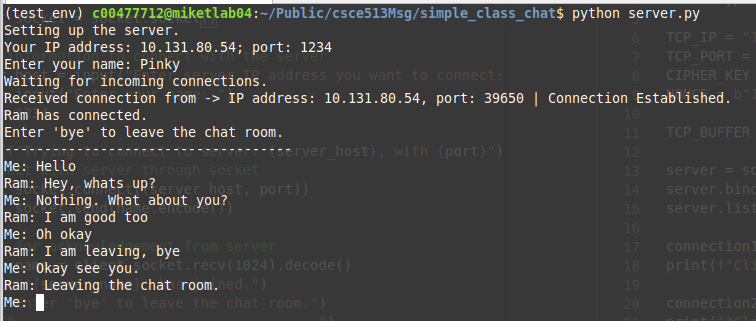 (test_env) c00477712@miketlab04:~/Public/csce513Msg/simple_class_chat$ python server.py
Setting up the server.
Your IP address: 10.131.80.54; port: 1234
Enter your name: Pinky
Waiting for incoming connections.
Received connection from -> IP address: 10.131.80.54, port: 39650 | Connection Established.
Ram has connected.
Enter 'bye' to leave the chat room.
------------------------------------
Me: Hello
Ram: Hey, whats up?
Me: Nothing. What about you?
Ram: I am good too
Me: Oh okay
Ram: I am leaving, bye
Me: Okay see you.
Ram: Leaving the chat room.
Me: